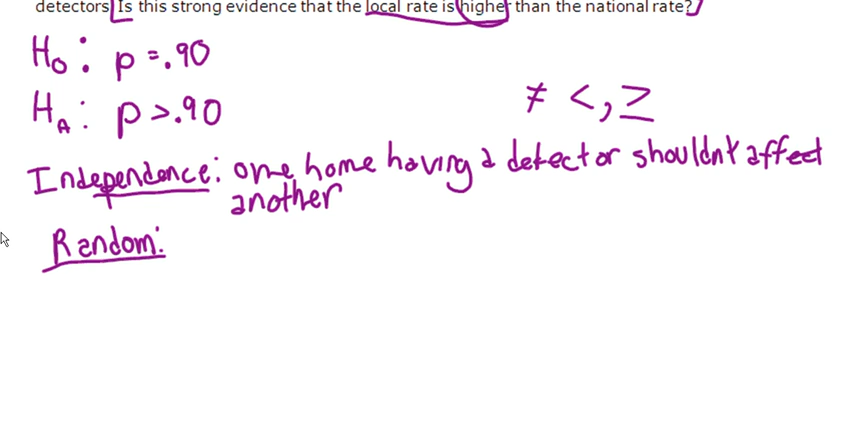 detectors. Is this strong evidence that the local rate is higher than the national rate?
H₀: p = .90
≠ <, >
Hₐ: p > .90
Independence: one home having a detector shouldn't affect
another
Random: